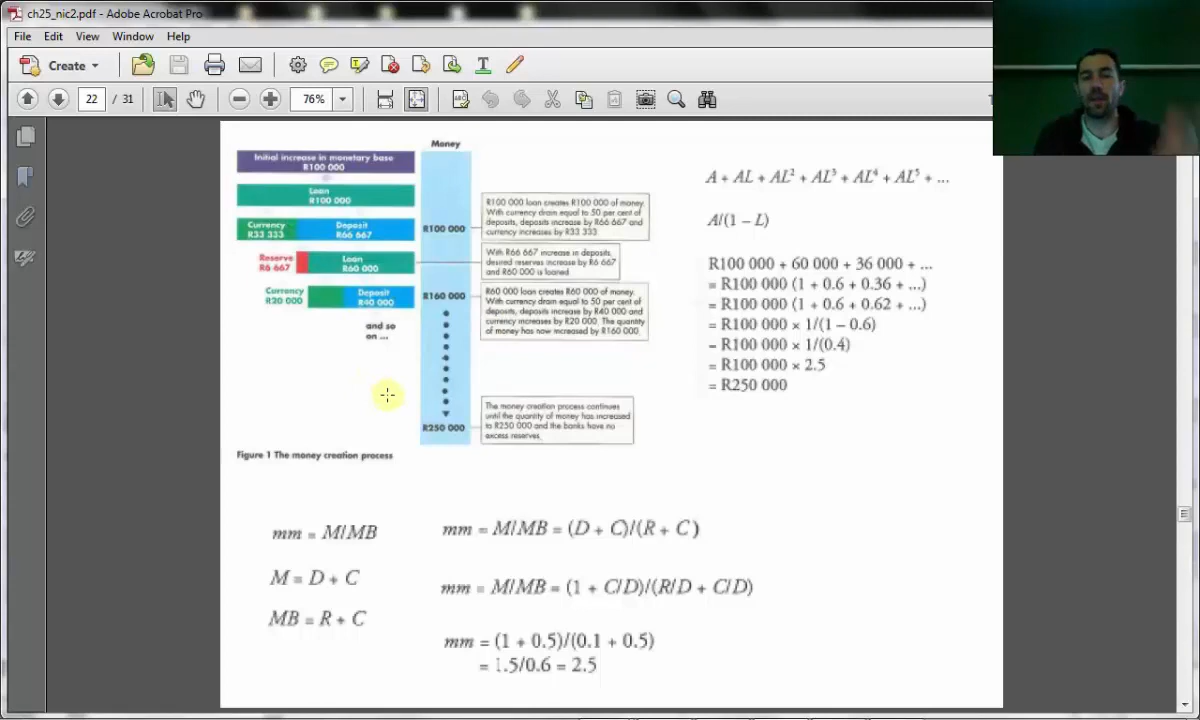 ch25_nic2.pdf - Adobe Acrobat Pro
File Edit View Window Help
Create
22 / 31
76%
Money
Initial increase in monetary base
R100 000
Loan
R100 000
Currency
R33 333
Deposit
R66 667
R100 000
R100 000 loan creates R100 000 of money.
With currency drain equal to 50 per cent of
deposits, deposits increase by R66 667 and
currency increases by R33 333
Reserve
R6 667
Loan
R60 000
With R66 667 increase in deposits,
desired reserves increase by R6 667
and R60 000 is loaned
Currency
R20 000
Deposit
R40 000
R160 000
R60 000 loan creates R60 000 of money.
With currency drain equal to 50 per cent of
deposits, deposits increase by R40 000 and
currency increases by R20 000. The quantity
of money has now increased by R160 000.
and so
on ...
R250 000
The money creation process continues
until the quantity of money has increased
to R250 000 and the banks have no
excess reserves.
Figure 1 The money creation process
A + AL + AL² + AL³ + AL⁴ + AL⁵ + ...
A/(1 – L)
R100 000 + 60 000 + 36 000 + ...
= R100 000 (1 + 0.6 + 0.36 + ...)
= R100 000 (1 + 0.6 + 0.62 + ...)
= R100 000 × 1/(1 – 0.6)
= R100 000 × 1/(0.4)
= R100 000 × 2.5
= R250 000
mm = M/MB
M = D + C
MB = R + C
mm = M/MB = (D + C)/(R + C)
mm = M/MB = (1 + C/D)/(R/D + C/D)
mm = (1 + 0.5)/(0.1 + 0.5)
= 1.5/0.6 = 2.5